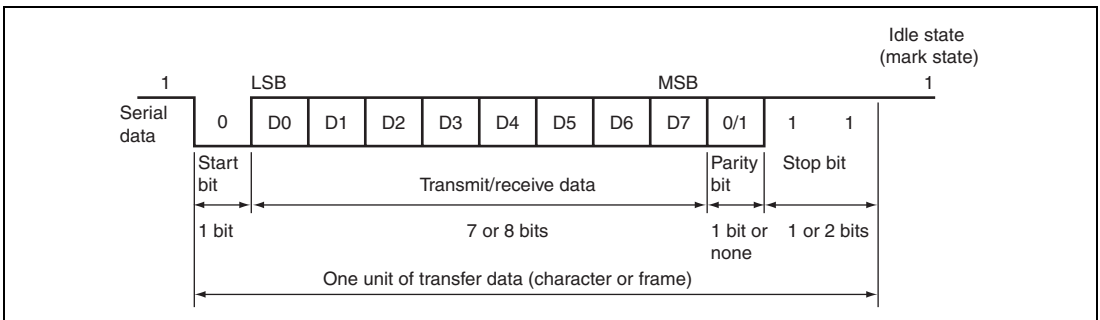 Idle state
(mark state)
1 LSB MSB 1
Serial
data
0 D0 D1 D2 D3 D4 D5 D6 D7 0/1 1 1
Start
bit
Transmit/receive data
Parity
bit
Stop bit
1 bit
7 or 8 bits
1 bit or
none
1 or 2 bits
One unit of transfer data (character or frame)